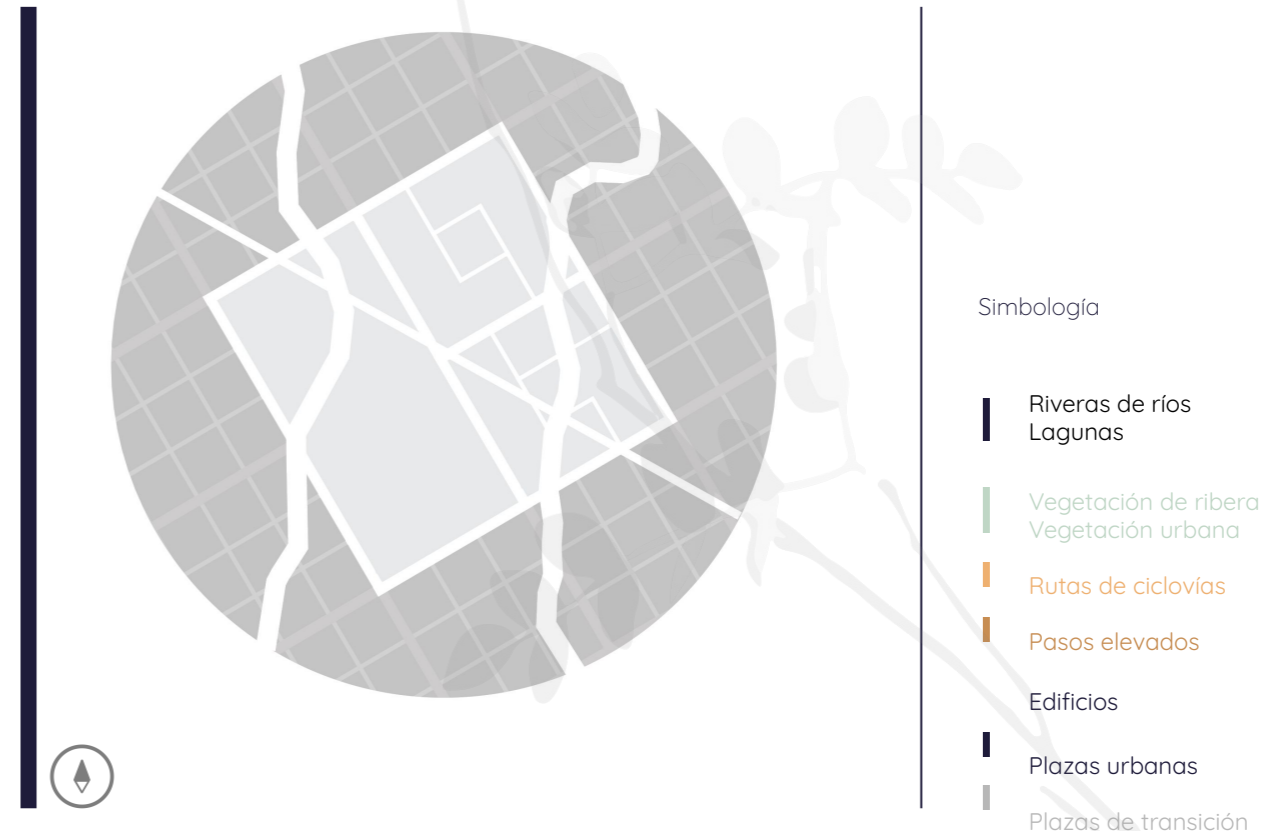 Simbología
Riveras de ríos
Lagunas
Vegetación de ribera
Vegetación urbana
Rutas de ciclovías
Pasos elevados
Edificios
Plazas urbanas
Plazas de transición